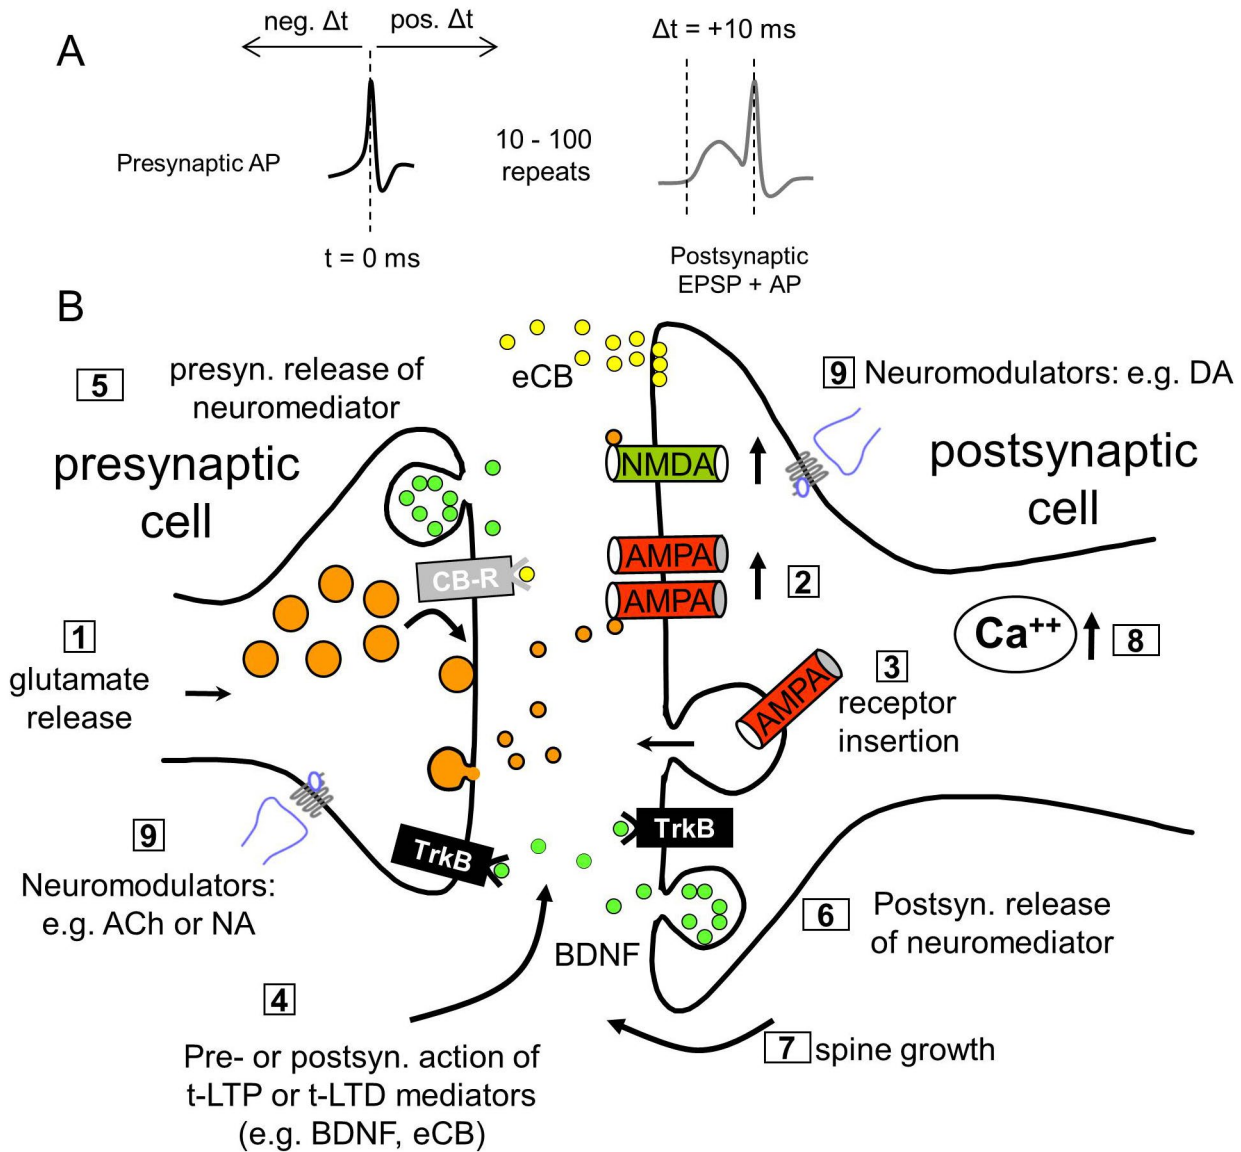 A
neg. Δt
pos. Δt
Δt = +10 ms
Presynaptic AP
10 - 100
repeats
t = 0 ms
Postsynaptic
EPSP + AP
B
5
presyn. release of
neuromediator
eCB
9 Neuromodulators: e.g. DA
presynaptic
cell
NMDA
postsynaptic
cell
CB-R
AMPA
AMPA
2
1
glutamate
release
Ca++
8
3
receptor
insertion
AMPA
TrkB
TrkB
9
Neuromodulators:
e.g. ACh or NA
BDNF
6
Postsyn. release
of neuromediator
4
Pre- or postsyn. action of
t-LTP or t-LTD mediators
(e.g. BDNF, eCB)
7 spine growth